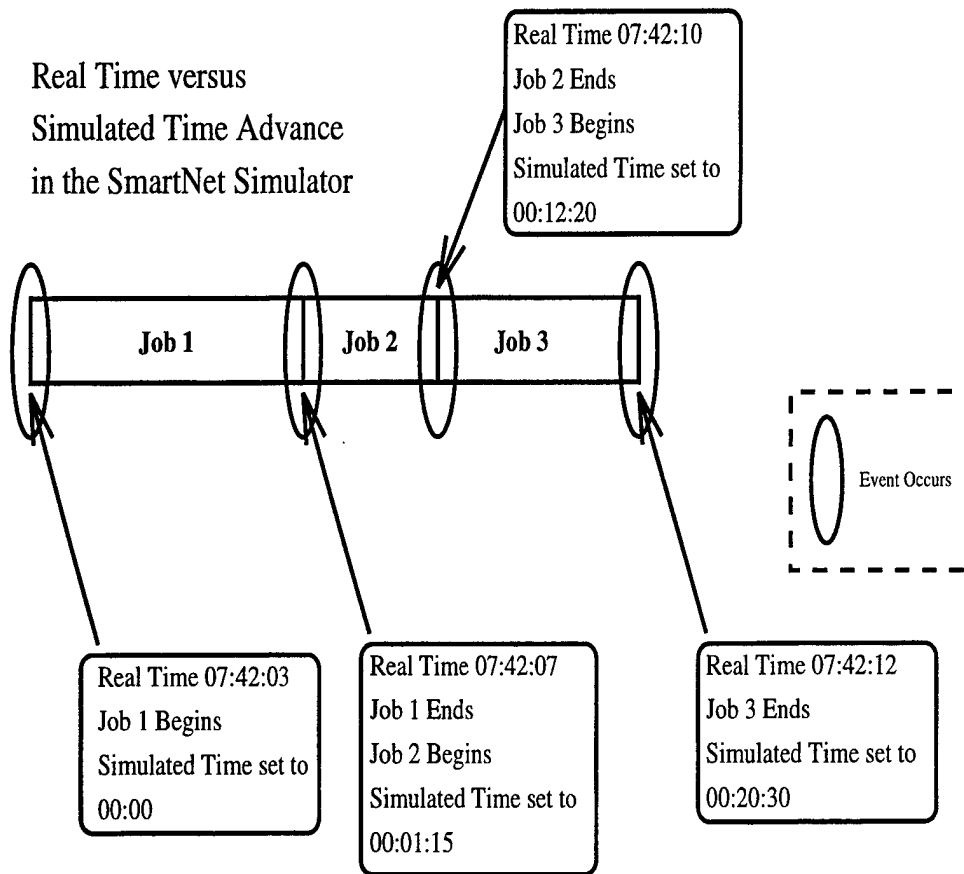 Real Time versus
Simulated Time Advance
in the SmartNet Simulator
Real Time 07:42:10
Job 2 Ends
Job 3 Begins
Simulated Time set to
00:12:20
Job 1
Job 2
Job 3
Event Occurs
Real Time 07:42:03
Job 1 Begins
Simulated Time set to
00:00
Real Time 07:42:07
Job 1 Ends
Job 2 Begins
Simulated Time set to
00:01:15
Real Time 07:42:12
Job 3 Ends
Simulated Time set to
00:20:30